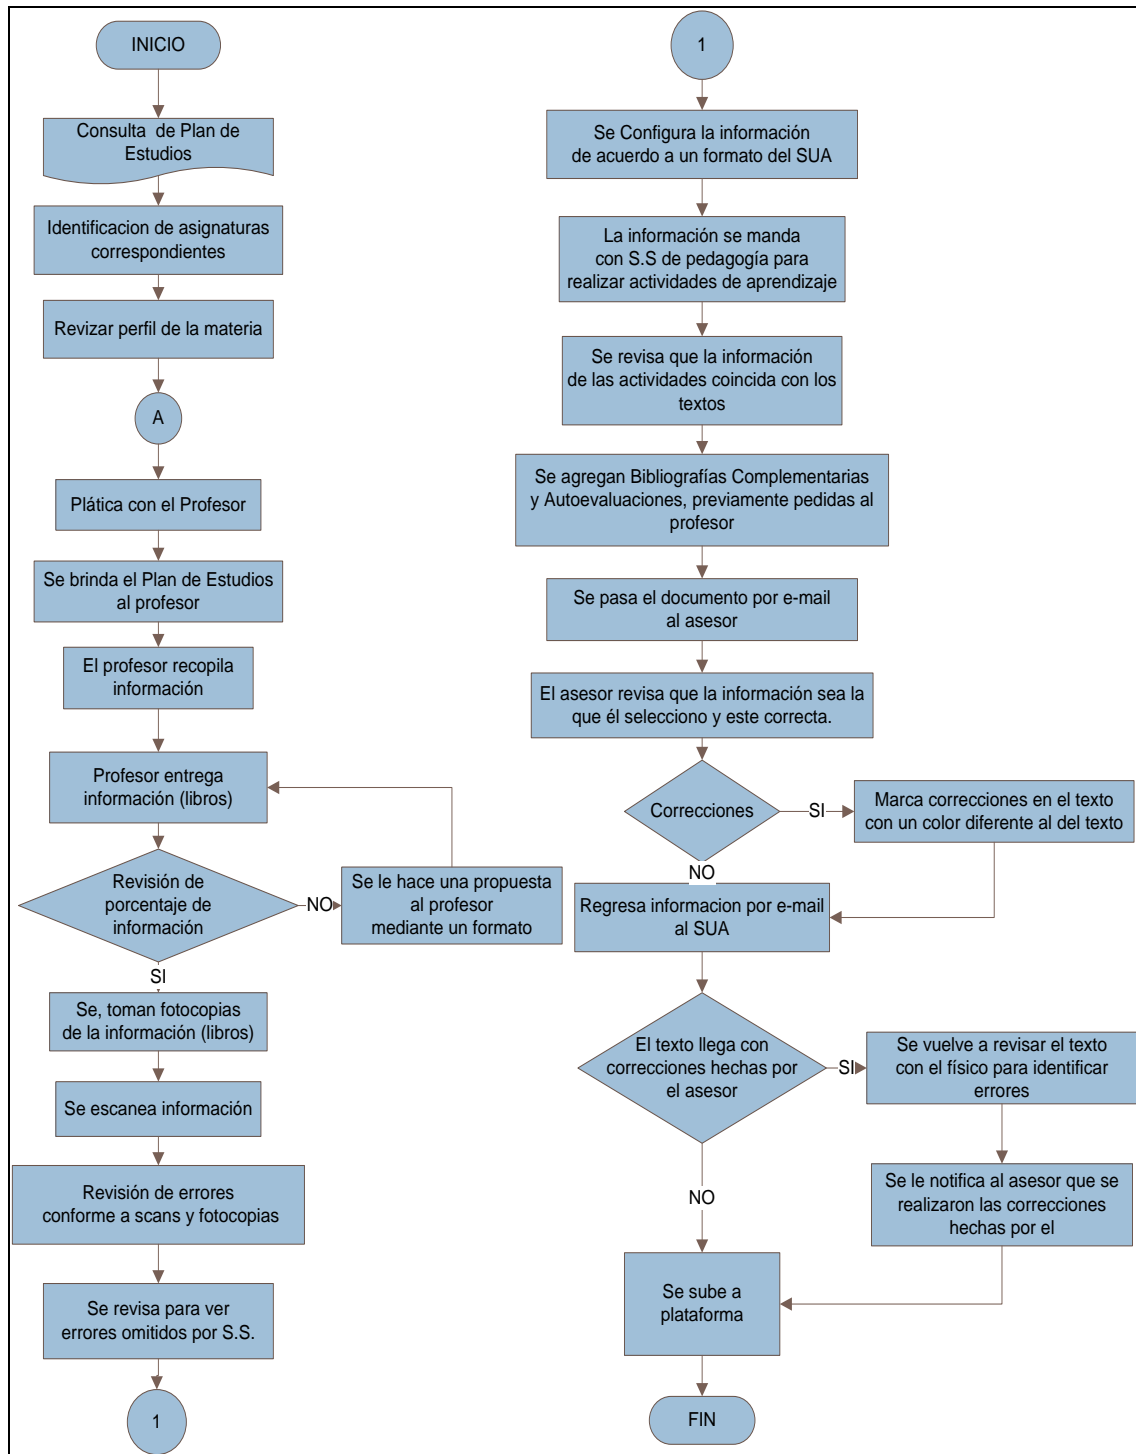 INICIO
Consulta de Plan de
Estudios
Identificacion de asignaturas
correspondientes
Revizar perfil de la materia
A
Plática con el Profesor
Se brinda el Plan de Estudios
al profesor
El profesor recopila
información
Profesor entrega
información (libros)
Revisión de
porcentaje de
información
NO
Se le hace una propuesta
al profesor
mediante un formato
SI
Se, toman fotocopias
de la información (libros)
Se escanea información
Revisión de errores
conforme a scans y fotocopias
Se revisa para ver
errores omitidos por S.S.
1
1
Se Configura la información
de acuerdo a un formato del SUA
La información se manda
con S.S de pedagogía para
realizar actividades de aprendizaje
Se revisa que la información
de las actividades coincida con los
textos
Se agregan Bibliografías Complementarias
y Autoevaluaciones, previamente pedidas al
profesor
Se pasa el documento por e-mail
al asesor
El asesor revisa que la información sea la
que él selecciono y este correcta.
Correcciones
SI
Marca correcciones en el texto
con un color diferente al del texto
NO
Regresa informacion por e-mail
al SUA
El texto llega con
correcciones hechas por
el asesor
SI
Se vuelve a revisar el texto
con el físico para identificar
errores
Se le notifica al asesor que se
realizaron las correcciones
hechas por el
NO
Se sube a
plataforma
FIN